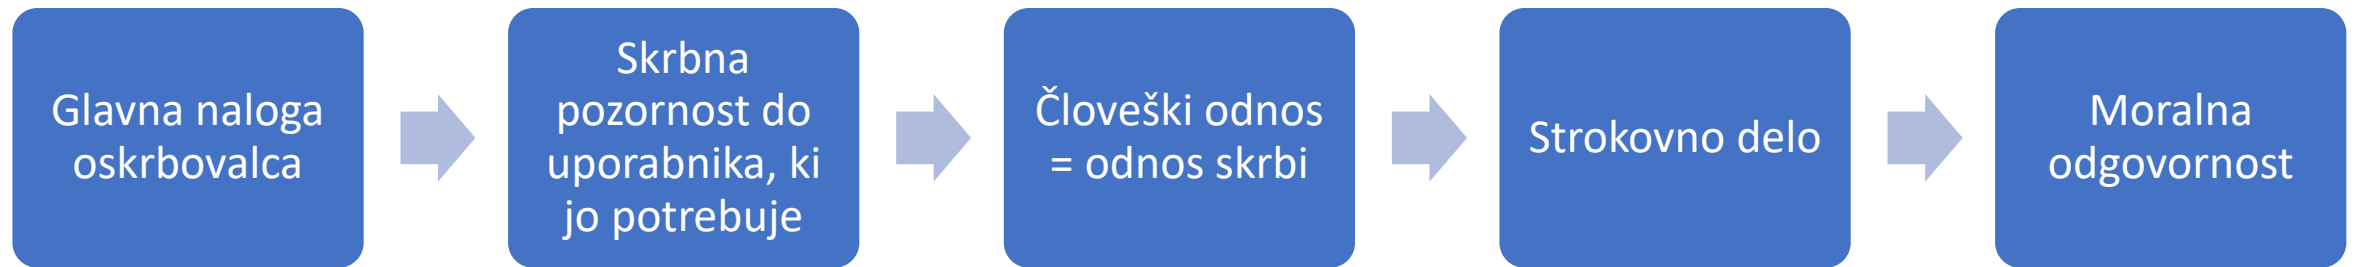 Glavna naloga
oskrbovalca
Skrbna
pozornost do
uporabnika, ki
jo potrebuje
Človeški odnos
= odnos skrbi
Strokovno delo
Moralna
odgovornost